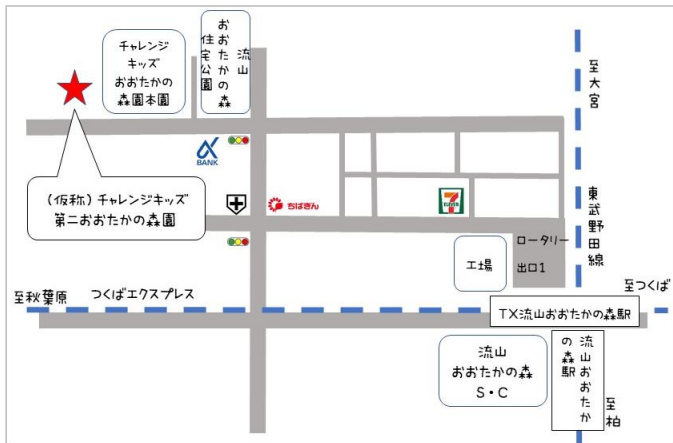 チャレンジ
キッズ
おおたかの
森園本園
流山
おおたかの森
住宅公園
至大宮
BANK
(仮称)チャレンジキッズ
第二おおたかの森園
ちばぎん
7
ELEVEN
東武野田線
ロータリー
出口1
工場
至秋葉原
つくばエクスプレス
至つくば
TX流山おおたかの森駅
流山
おおたかの森
S・C
流山おおたか
の森駅
至柏